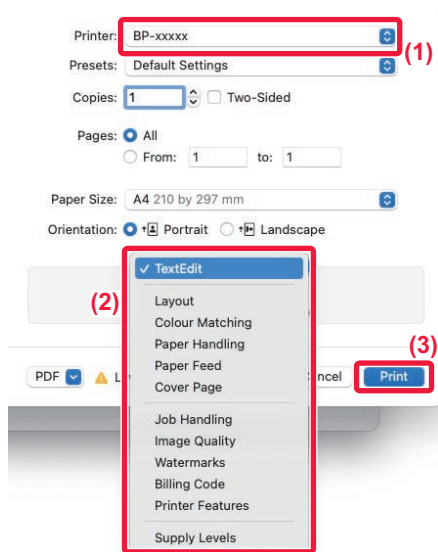 Printer: BP-xxxxx
(1)
Presets: Default Settings
Copies: 1 Two-Sided
Pages: All
From: 1 to: 1
Paper Size: A4 210 by 297 mm
Orientation: Portrait Landscape
✓ TextEdit
(2)
Layout
Colour Matching
Paper Handling
Paper Feed
Cover Page
(3)
PDF Print
Job Handling
Image Quality
Watermarks
Billing Code
Printer Features
Supply Levels